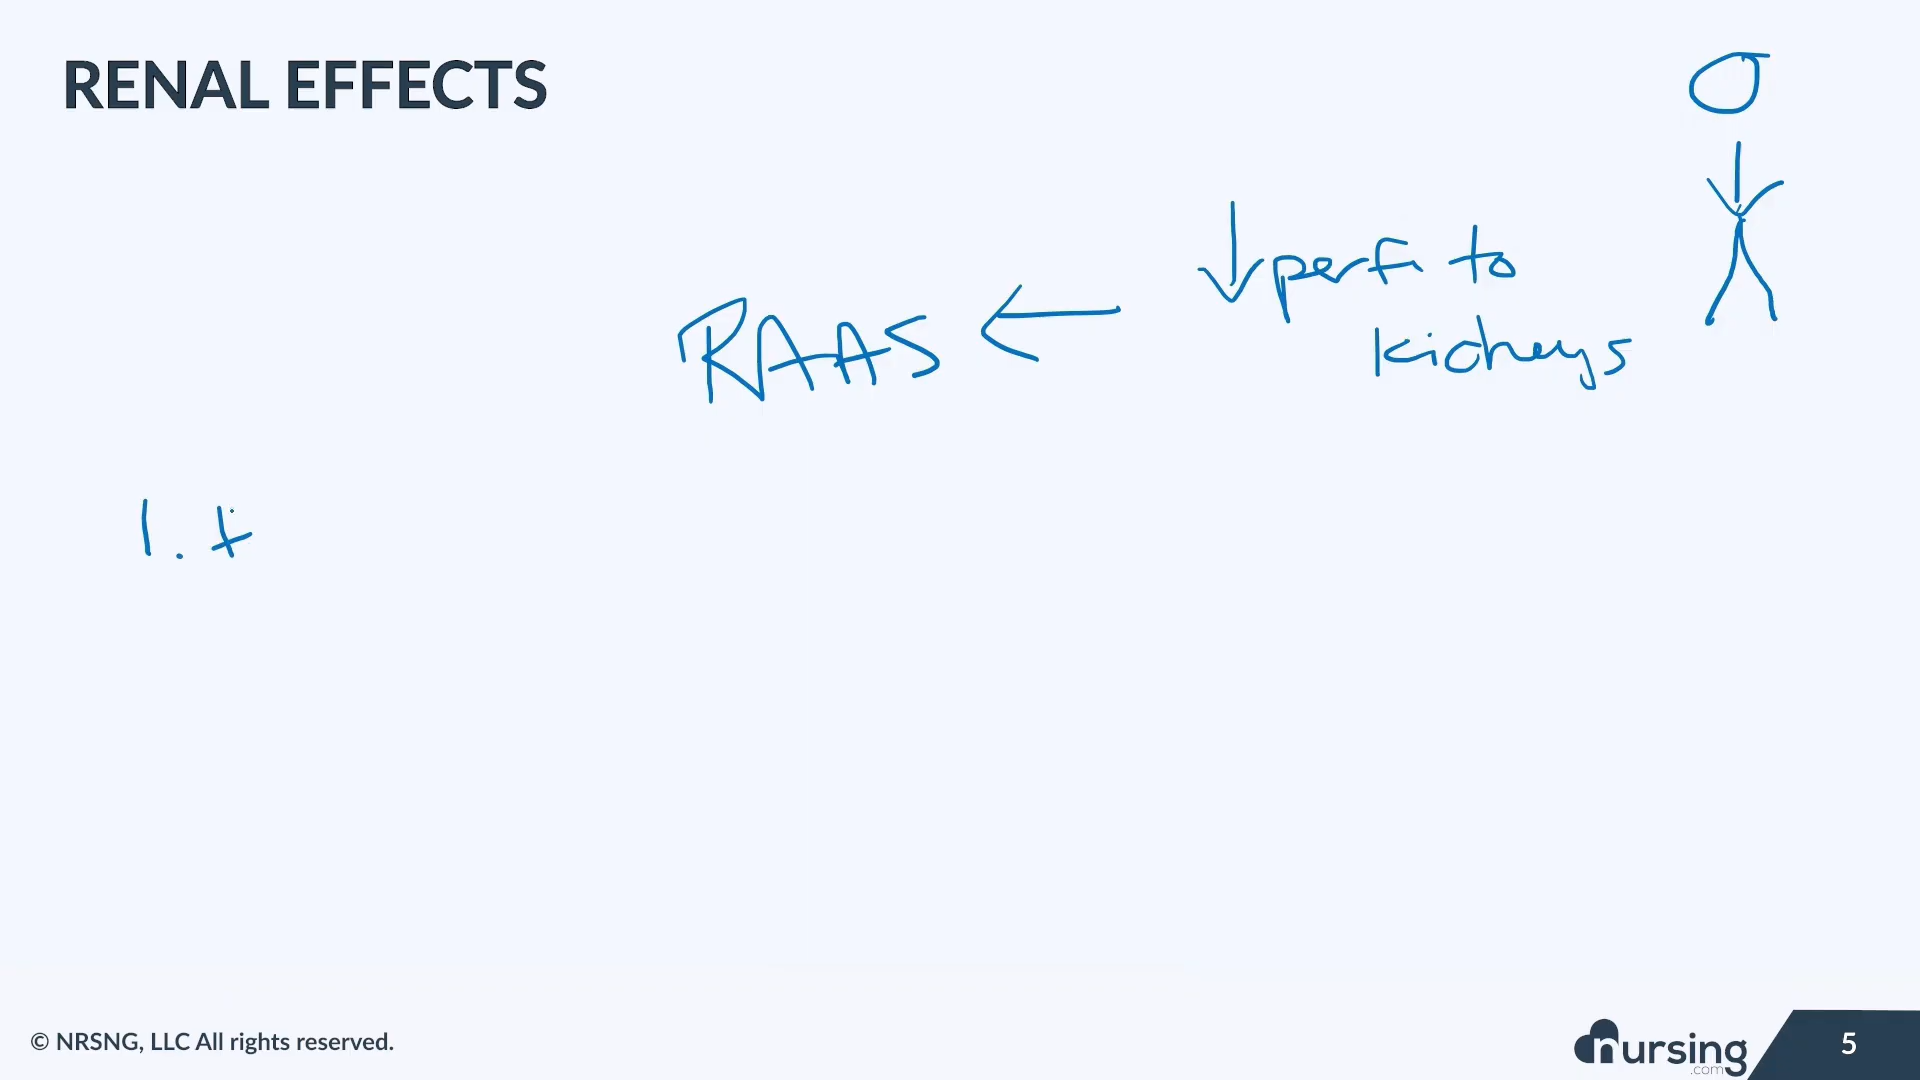 RENAL EFFECTS
↓ perf to
kidneys
RAAS ←
1. t
© NRSNG, LLC All rights reserved.
nursing
.com
5